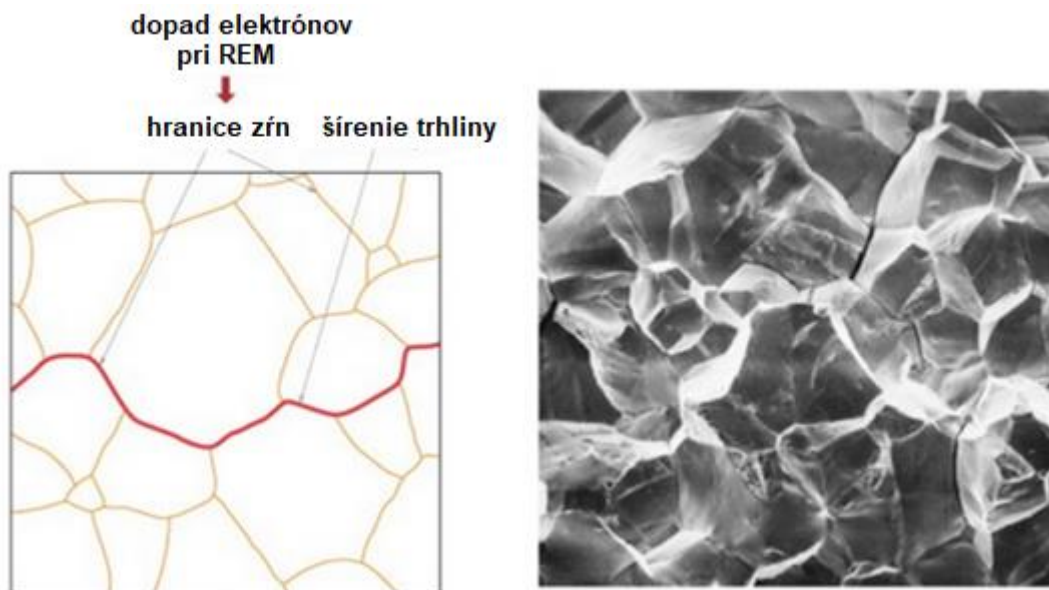 dopad elektrónov
pri REM
hranice zŕn
šírenie trhliny